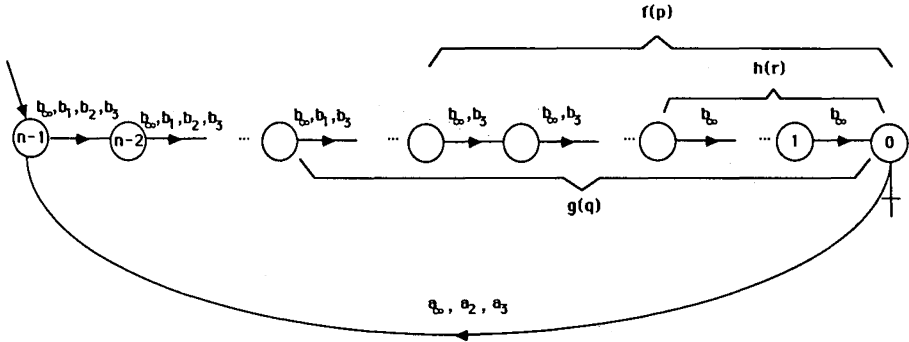 f(p)
h(r)
b∞, b₁, b₂, b₃
b∞, b₁, b₂, b₃
b∞, b₁, b₃
b∞, b₃
b∞, b₃
b∞
b∞
n-1
n-2
...
...
...
...
1
0
g(q)
a∞, a₂, a₃